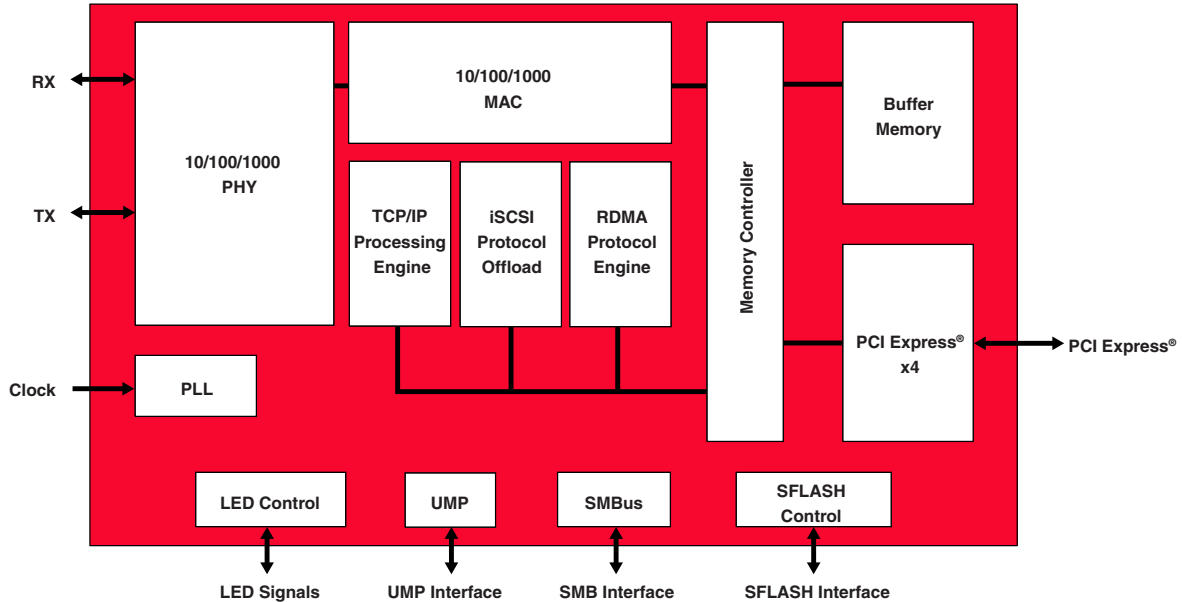 RX
TX
Clock
10/100/1000
PHY
10/100/1000
MAC
TCP/IP
Processing
Engine
iSCSI
Protocol
Offload
RDMA
Protocol
Engine
Memory Controller
Buffer
Memory
PCI Express®
x4
PCI Express®
PLL
LED Control
UMP
SMBus
SFLASH
Control
LED Signals
UMP Interface
SMB Interface
SFLASH Interface